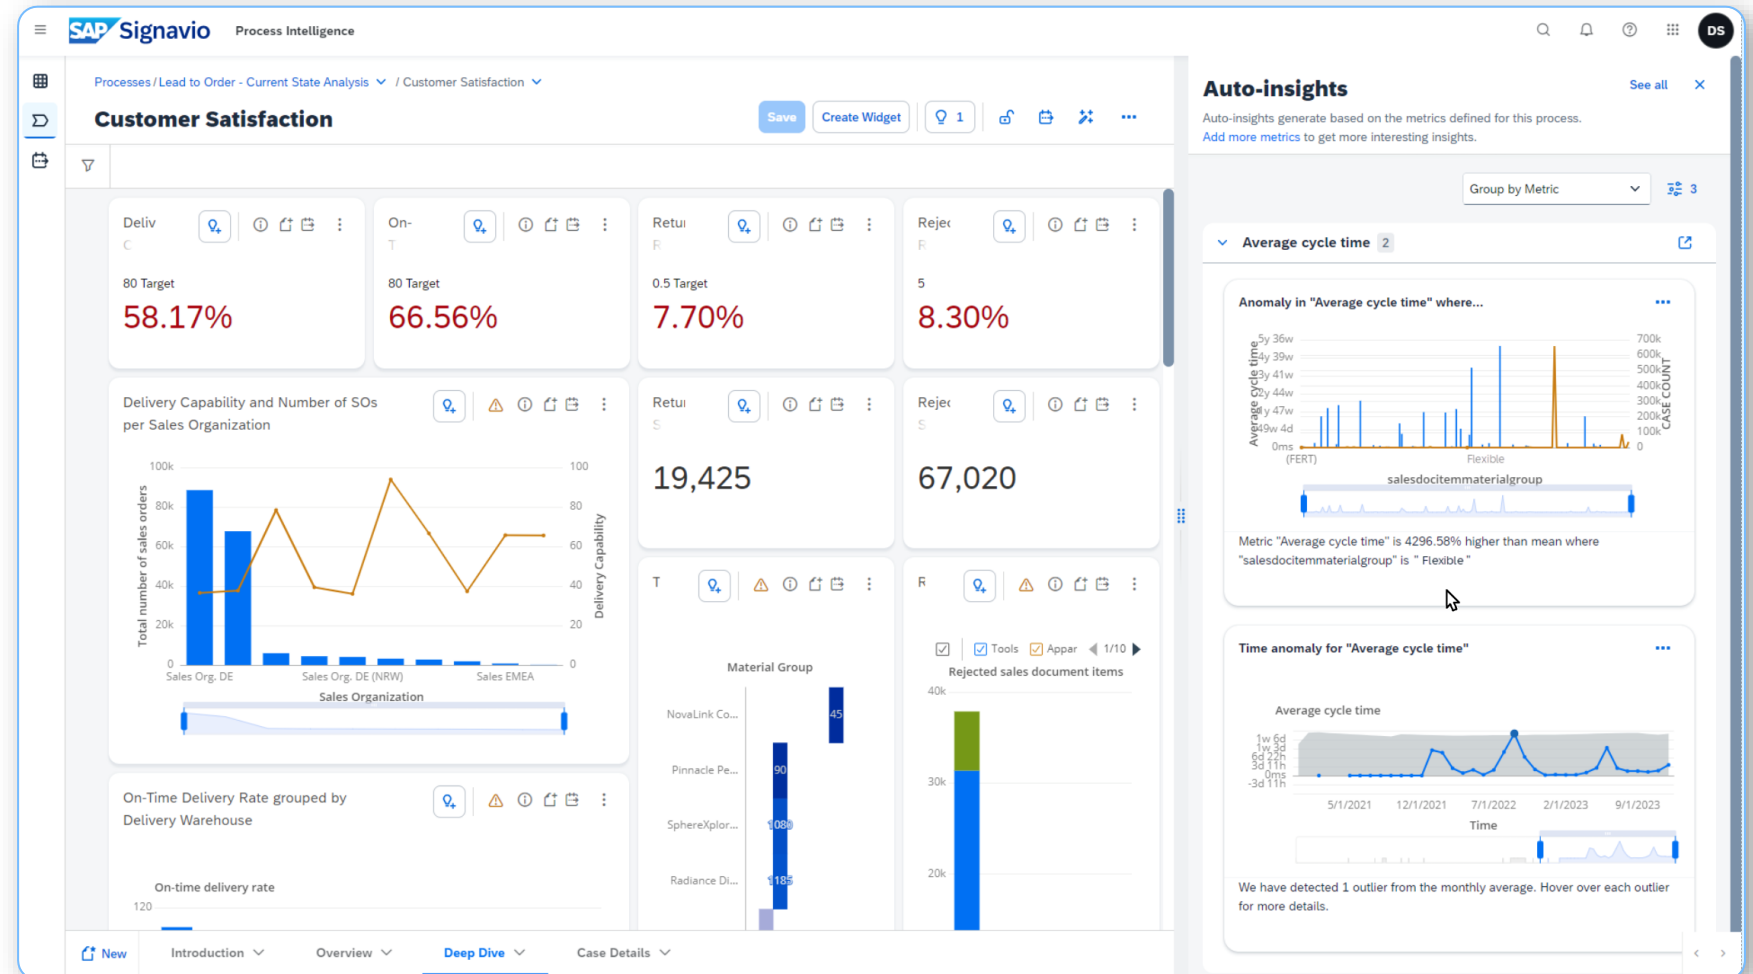 SAP Signavio Process Intelligence
DS
Processes / Lead to Order - Current State Analysis / Customer Satisfaction
Customer Satisfaction
Save
Create Widget
1
Deliv
C
80 Target
58.17%
On-
T
80 Target
66.56%
Retui
R
0.5 Target
7.70%
Rejec
R
5
8.30%
Delivery Capability and Number of SOs
per Sales Organization
Total number of sales orders
100k
80k
60k
40k
20k
0
100
80
60
40
20
0
Delivery Capability
Sales Org. DE
Sales Org. DE (NRW)
Sales EMEA
Sales Organization
Retui
S
19,425
Rejec
S
67,020
T
Material Group
NovaLink Co...
45
Pinnacle Pe...
90
SphereXplor...
1080
Radiance Di...
1185
R
Tools
Appar
1/10
Rejected sales document items
40k
30k
20k
On-Time Delivery Rate grouped by
Delivery Warehouse
On-time delivery rate
120
New
Introduction
Overview
Deep Dive
Case Details
Auto-insights
See all
Auto-insights generate based on the metrics defined for this process.
Add more metrics to get more interesting insights.
Group by Metric
3
Average cycle time 2
Anomaly in "Average cycle time" where...
Average cycle time
5y 36w
4y 39w
3y 41w
2y 44w
1y 47w
49w 4d
0ms
700k
600k
500k
400k
300k
200k
100k
0
CASE COUNT
(FERT)
Flexible
salesdocitemmaterialgroup
Metric "Average cycle time" is 4296.58% higher than mean where
"salesdocitemmaterialgroup" is " Flexible "
Time anomaly for "Average cycle time"
Average cycle time
1w 6d
1w 3d
6d 22h
3d 11h
0ms
-3d 11h
5/1/2021
12/1/2021
7/1/2022
2/1/2023
9/1/2023
Time
We have detected 1 outlier from the monthly average. Hover over each outlier
for more details.